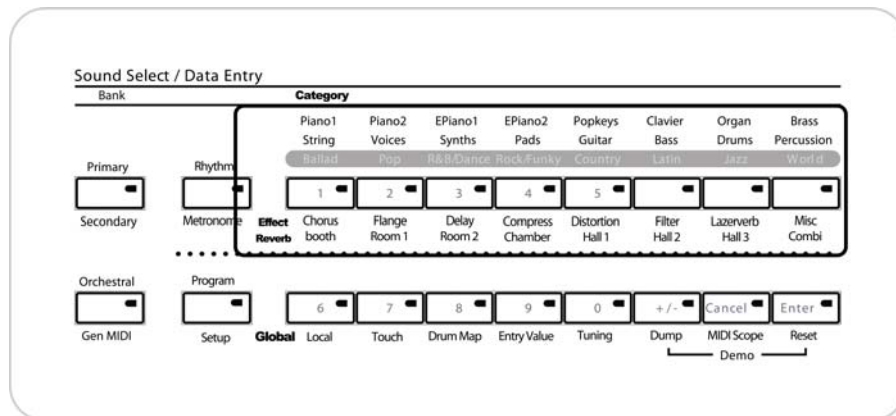 Sound Select / Data Entry
Bank Category
Piano1 Piano2 EPiano1 EPiano2 Popkeys Clavier Organ Brass
String Voices Synths Pads Guitar Bass Drums Percussion
Ballad Pop R&B/Dance Rock/Funky Country Latin Jazz World
Primary Rhythm
1 2 3 4 5
Secondary Metronome Effect Chorus Flange Delay Compress Distortion Filter Lazerverb Misc
Reverb booth Room 1 Room 2 Chamber Hall 1 Hall 2 Hall 3 Combi
Orchestral Program
6 7 8 9 0 +/- Cancel Enter
Gen MIDI Setup Global Local Touch Drum Map Entry Value Tuning Dump MIDI Scope Reset
Demo